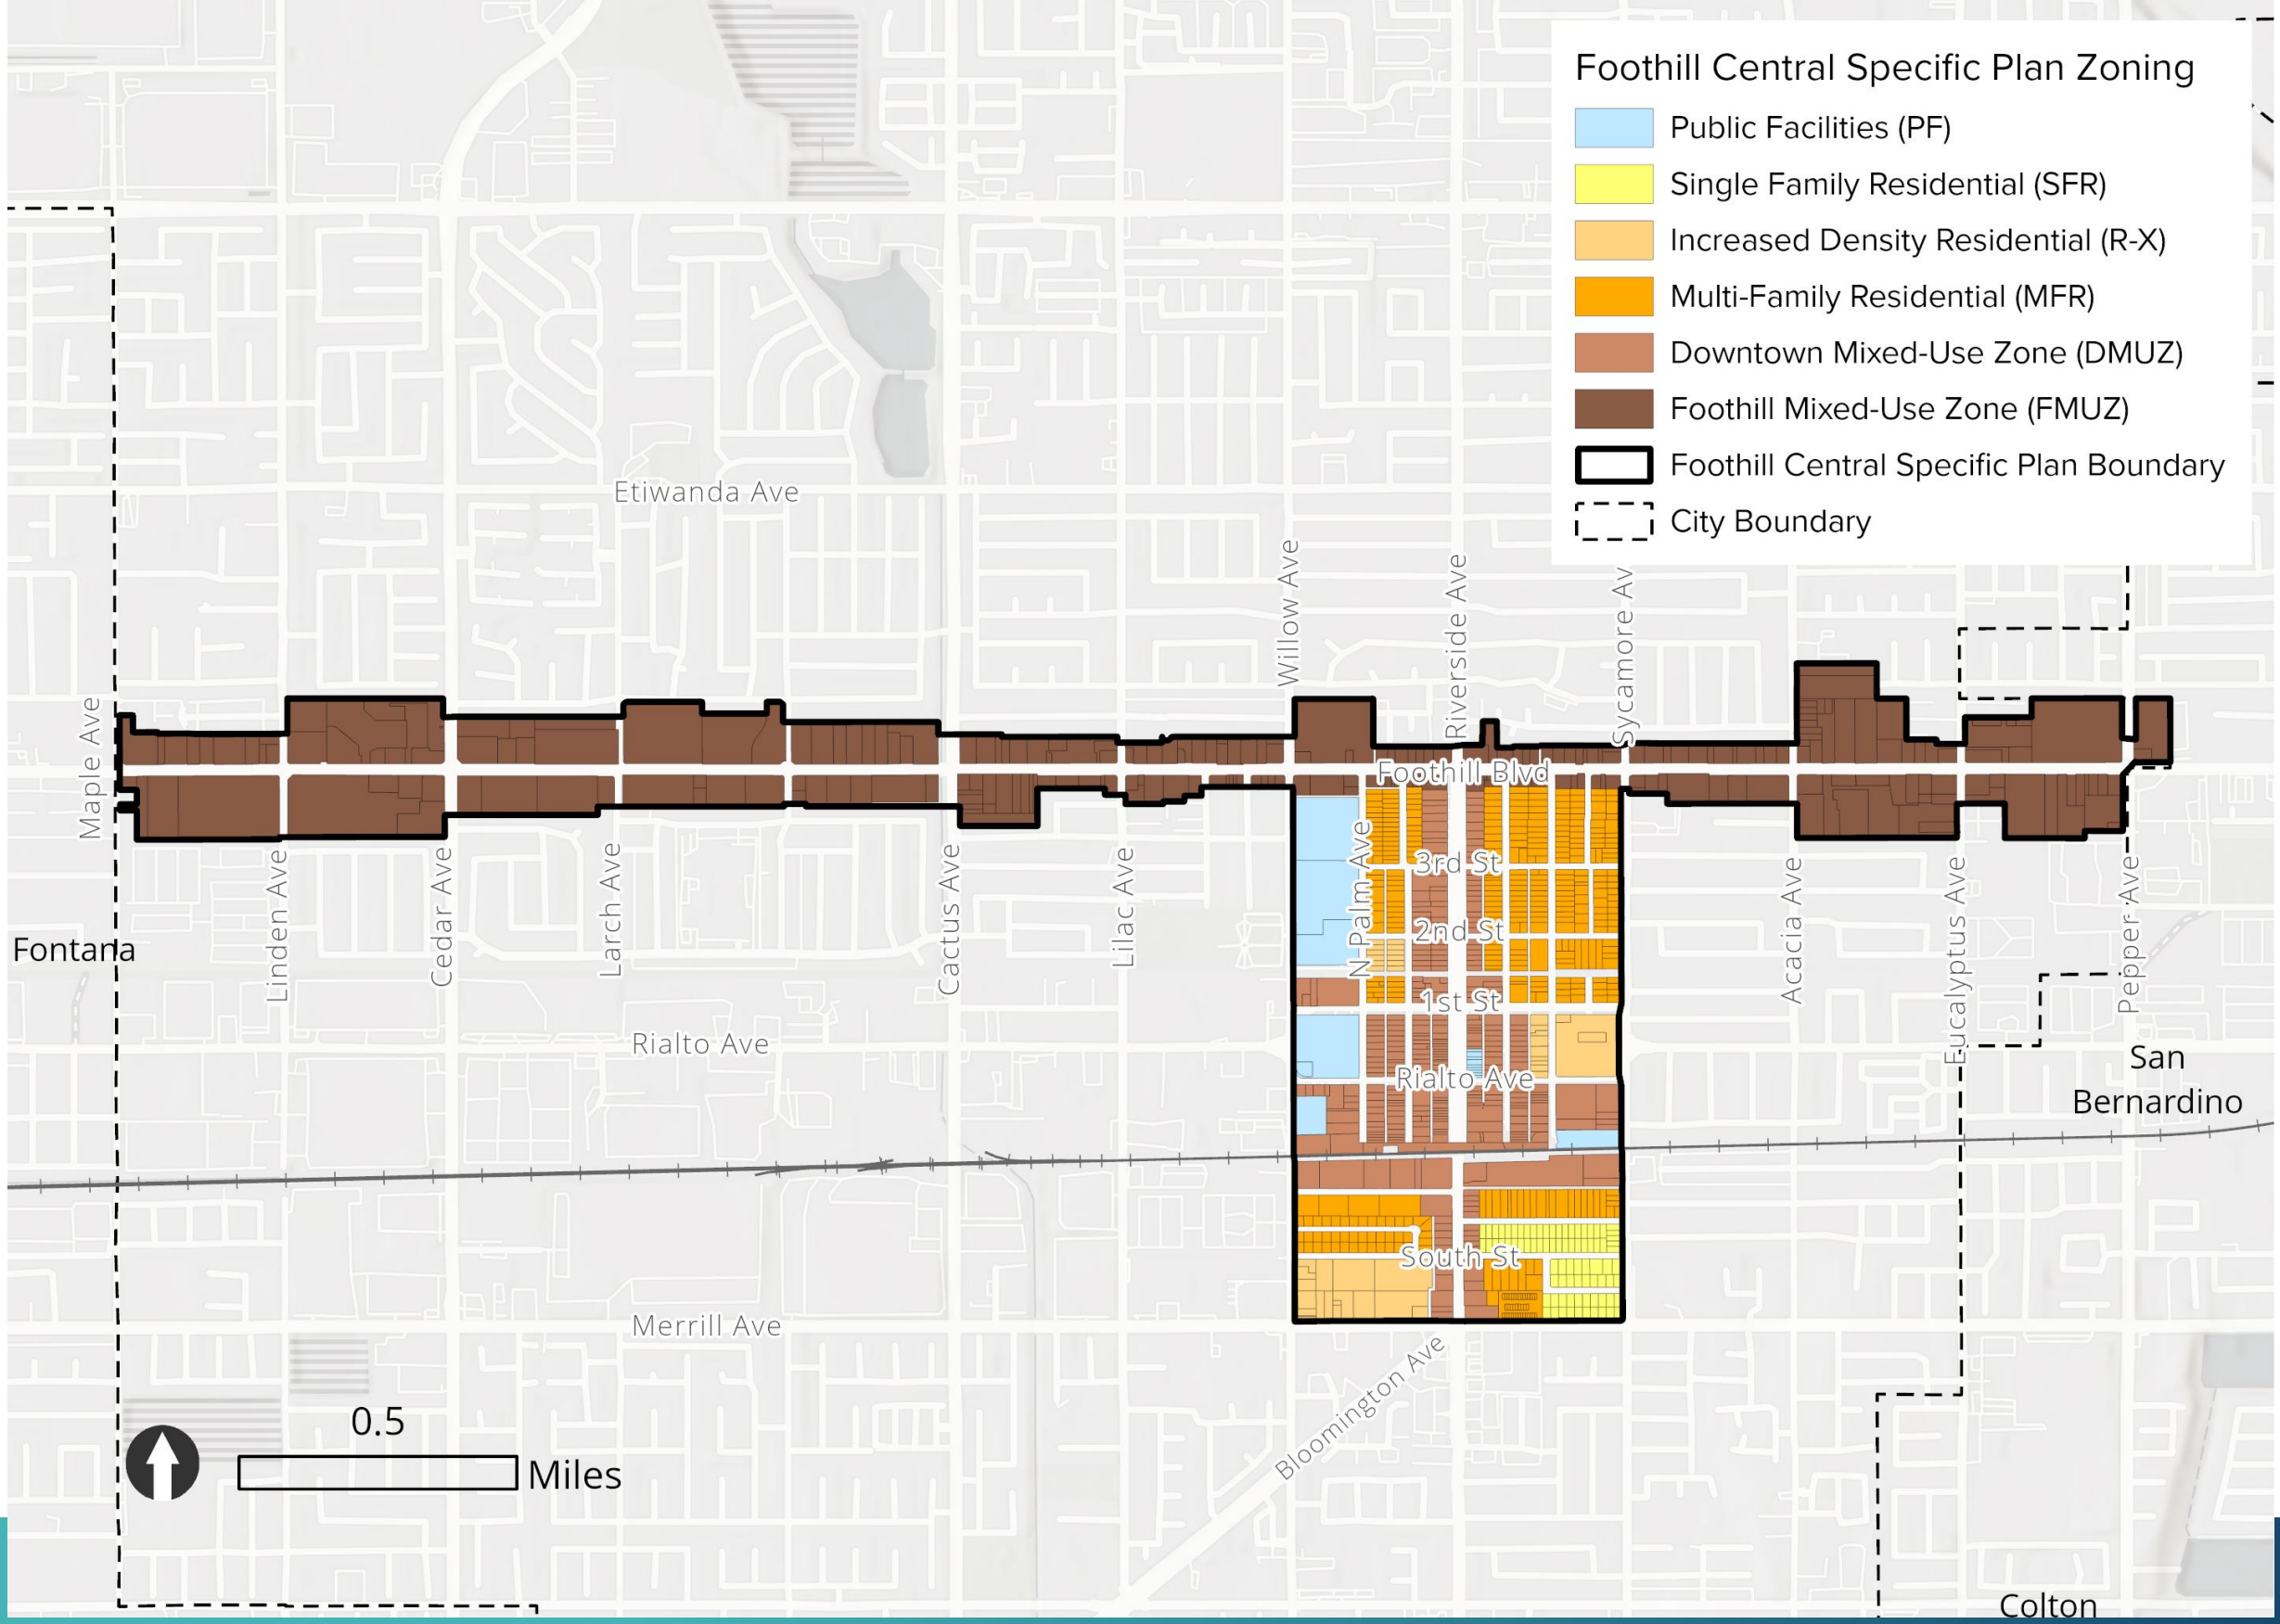 Foothill Central Specific Plan Zoning
Public Facilities (PF)
Single Family Residential (SFR)
Increased Density Residential (R-X)
Multi-Family Residential (MFR)
Downtown Mixed-Use Zone (DMUZ)
Foothill Mixed-Use Zone (FMUZ)
Foothill Central Specific Plan Boundary
City Boundary
Etiwanda Ave
Willow Ave
Riverside Ave
Sycamore Av
Maple Ave
Foothill Blvd
Linden Ave
Cedar Ave
Larch Ave
Cactus Ave
Lilac Ave
N Palm Ave
3rd St
2nd St
1st St
Acacia Ave
Eucalyptus Ave
Pepper Ave
Fontana
Rialto Ave
Rialto Ave
San
Bernardino
South St
Merrill Ave
Bloomington Ave
0.5
Miles
Colton